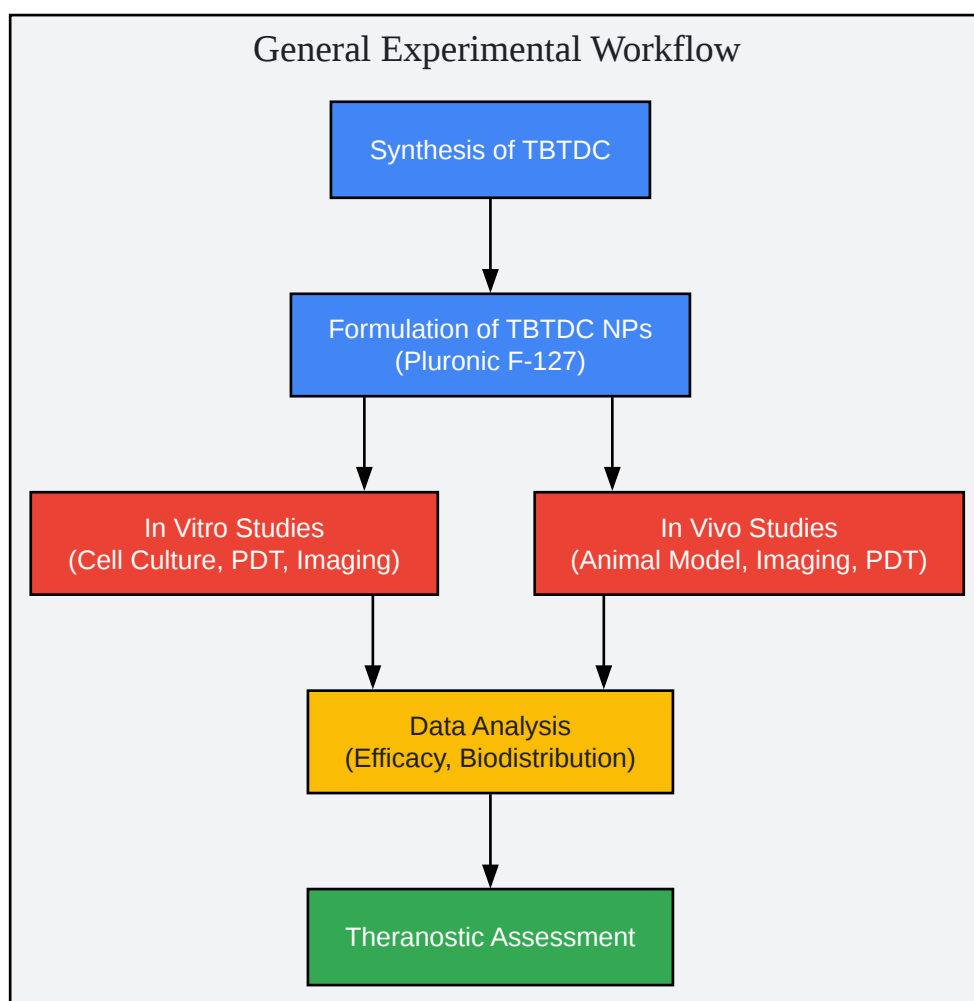 General Experimental Workflow
Synthesis of TBTDC
Formulation of TBTDC NPs
(Pluronic F-127)
In Vitro Studies
(Cell Culture, PDT, Imaging)
In Vivo Studies
(Animal Model, Imaging, PDT)
Data Analysis
(Efficacy, Biodistribution)
Theranostic Assessment